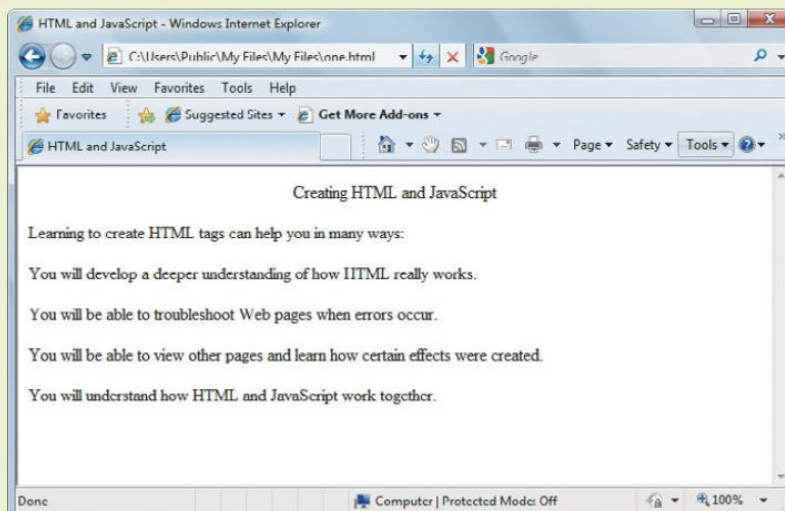 HTML and JavaScript - Windows Internet Explorer
C:\Users\Public\My Files\My Files\one.html Google
File Edit View Favorites Tools Help
Favorites Suggested Sites Get More Add-ons
HTML and JavaScript Page Safety Tools
Creating HTML and JavaScript
Learning to create HTML tags can help you in many ways:
You will develop a deeper understanding of how HTML really works.
You will be able to troubleshoot Web pages when errors occur.
You will be able to view other pages and learn how certain effects were created.
You will understand how HTML and JavaScript work together.
Done Computer | Protected Mode: Off 100%